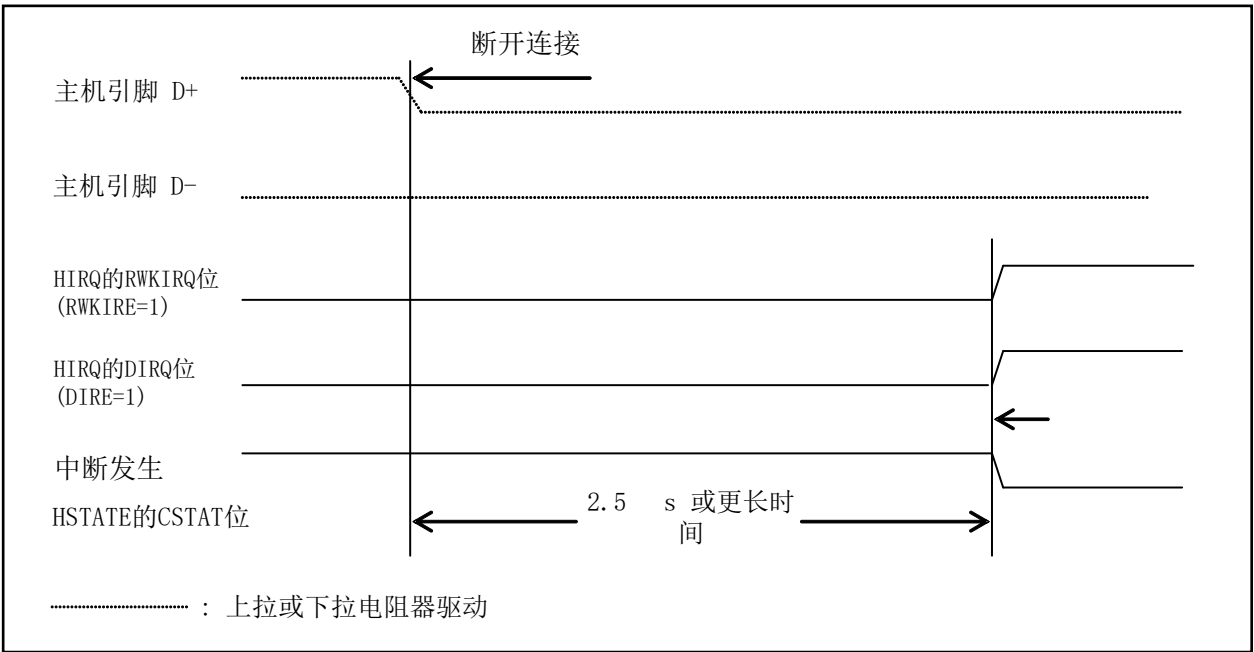 断开连接
主机引脚 D+
主机引脚 D-
HIRQ的RWKIRQ位
(RWKIRE=1)
HIRQ的DIRQ位
(DIRE=1)
中断发生
HSTATE的CSTAT位
2.5 s 或更长时
间
: 上拉或下拉电阻器驱动